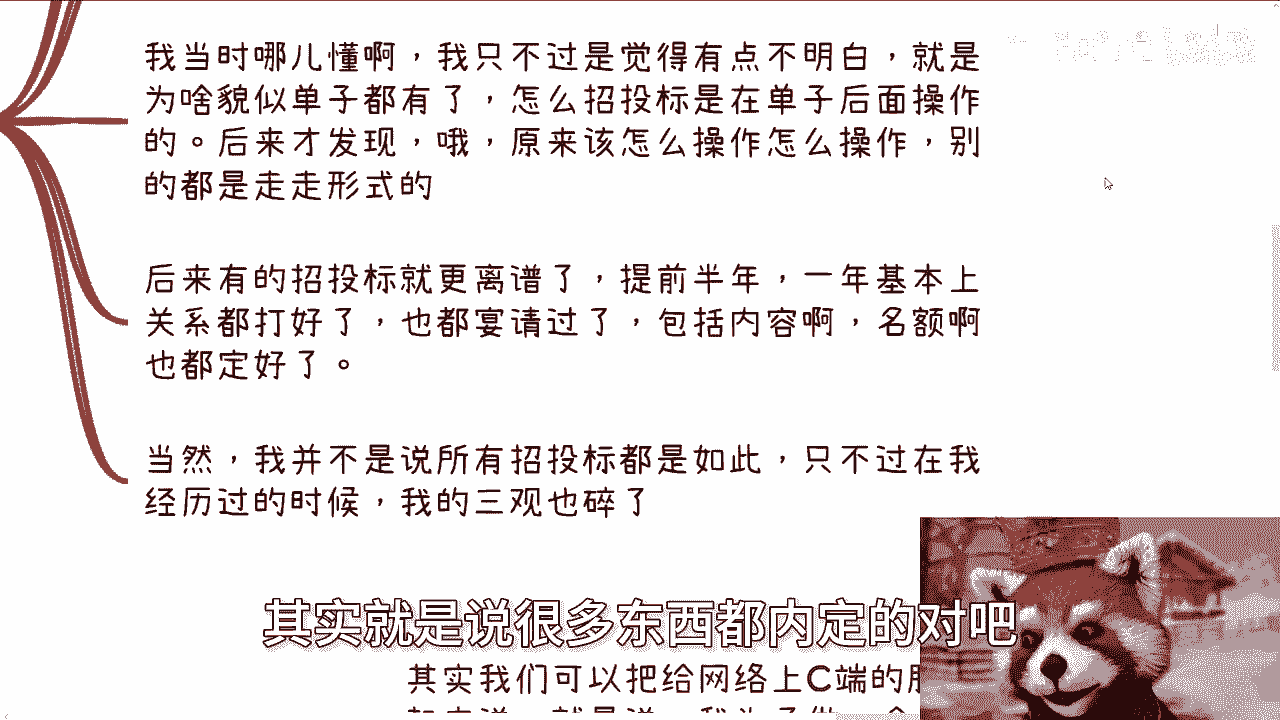 我当时哪儿懂啊，我只不过是觉得有点不明白，就是
为啥貌似单子都有了，怎么招投标是在单子后面操作
的。后来才发现，哦，原来该怎么操作怎么操作，别
的都是走走形式的
后来有的招投标就更离谱了，提前半年，一年基本上
关系都打好了，也都宴请过了，包括内容啊，名额啊
也都定好了。
当然，我并不是说所有招投标都是如此，只不过在我
经历过的时候，我的三观也碎了
其实就是说很多东西都内定的对吧
其实我们可以把给网络上C端的